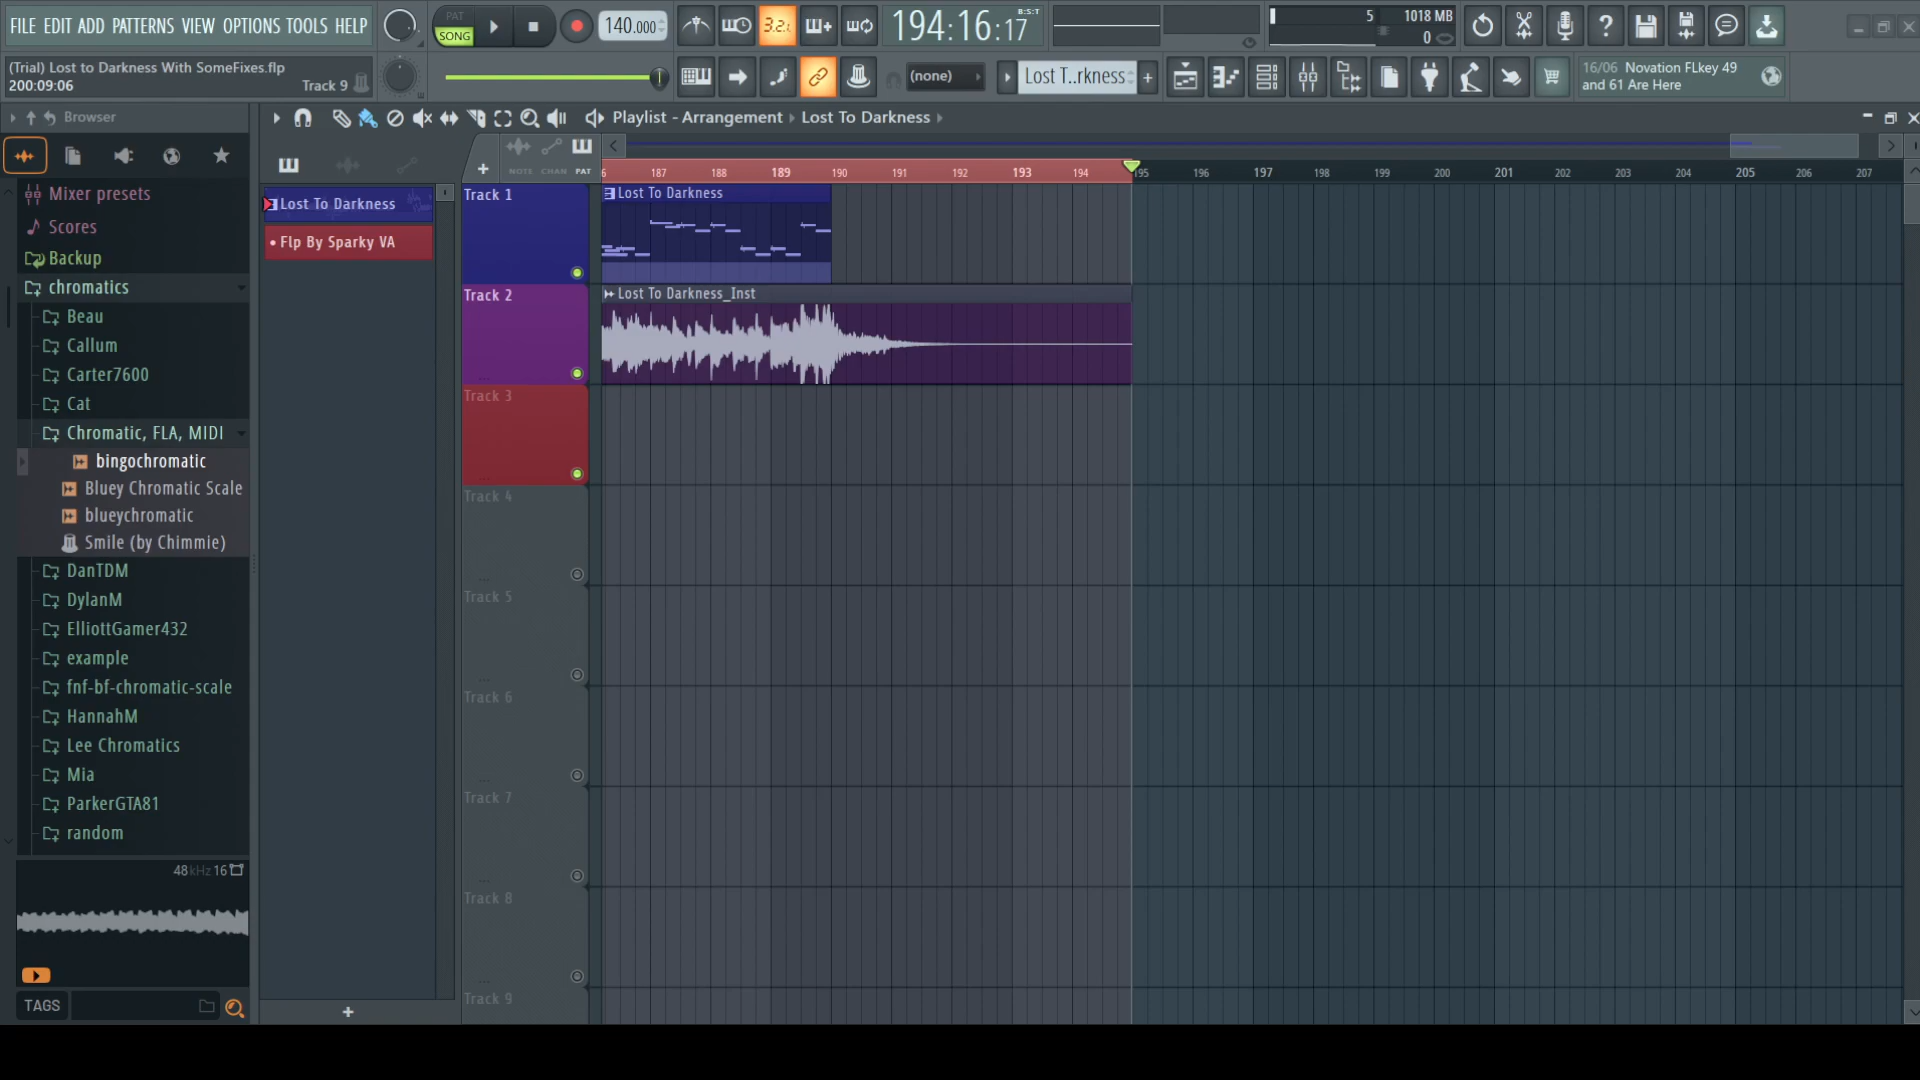 FILE EDIT ADD PATTERNS VIEW OPTIONS TOOLS HELP
PAT
SONG
140.000
3.2.
194:16:17
B:S:T
5
1018 MB
0
(Trial) Lost to Darkness With SomeFixes.flp
200:09:06
Track 9
(none)
Lost T..rkness
16/06 Novation FLkey 49
and 61 Are Here
Browser
Playlist - Arrangement
Lost To Darkness
NOTE CHAN PAT
6 187 188 189 190 191 192 193 194 195 196 197 198 199 200 201 202 203 204 205 206 207
Mixer presets
Scores
Backup
chromatics
Beau
Callum
Carter7600
Cat
Chromatic, FLA, MIDI
bingochromatic
Bluey Chromatic Scale
blueychromatic
Smile (by Chimmie)
DanTDM
DylanM
ElliottGamer432
example
fnf-bf-chromatic-scale
HannahM
Lee Chromatics
Mia
ParkerGTA81
random
48kHz 16
TAGS
Lost To Darkness
Flp By Sparky VA
Track 1
Lost To Darkness
Track 2
Lost To Darkness_Inst
Track 3
Track 4
Track 5
Track 6
Track 7
Track 8
Track 9